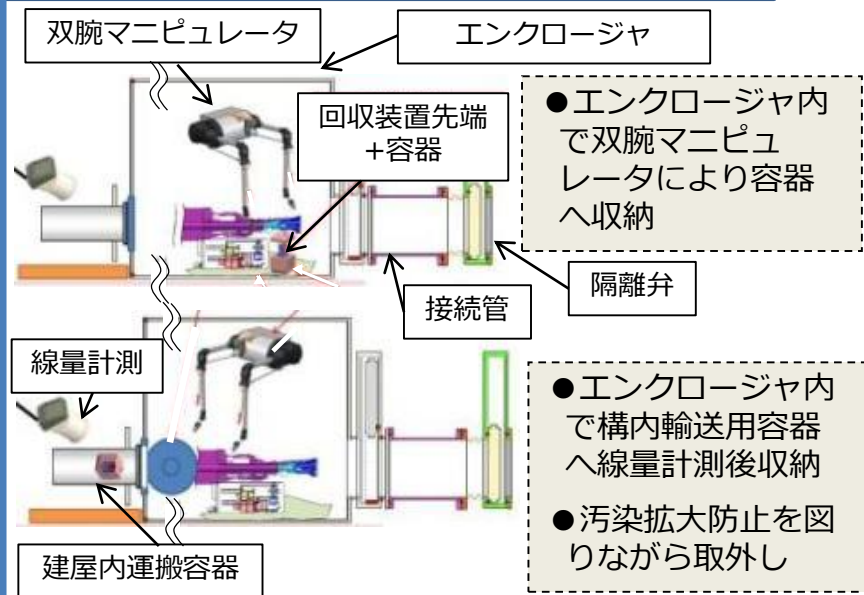 双腕マニピュレータ
エンクロージャ
回収装置先端
+容器
●エンクロージャ内
で双腕マニピュ
レータにより容器
へ収納
隔離弁
接続管
線量計測
●エンクロージャ内
で構内輸送用容器
へ線量計測後収納
●汚染拡大防止を図
りながら取外し
建屋内運搬容器